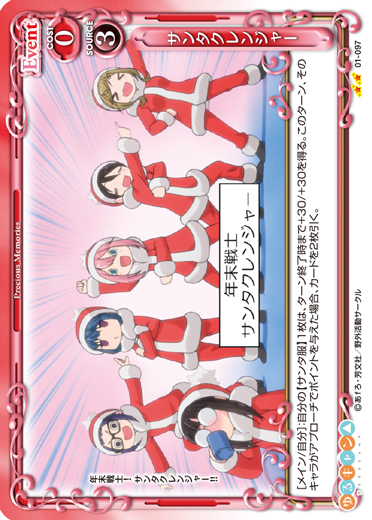 Event
COST
0
SOURCE
3
サンタクレンジャー
Precious Memories
年末戦士
サンタクレンジャー
年末戦士!サンタクレンジャー!!
[メイン/自分]:自分の【サンタ服】1枚は、ターン終了時まで+30/+30を得る。このターン、その
キャラがアプローチでポイントを与えた場合、カードを2枚引く。
ゆるキャン
©あfろ・芳文社/野外活動サークル
01-097